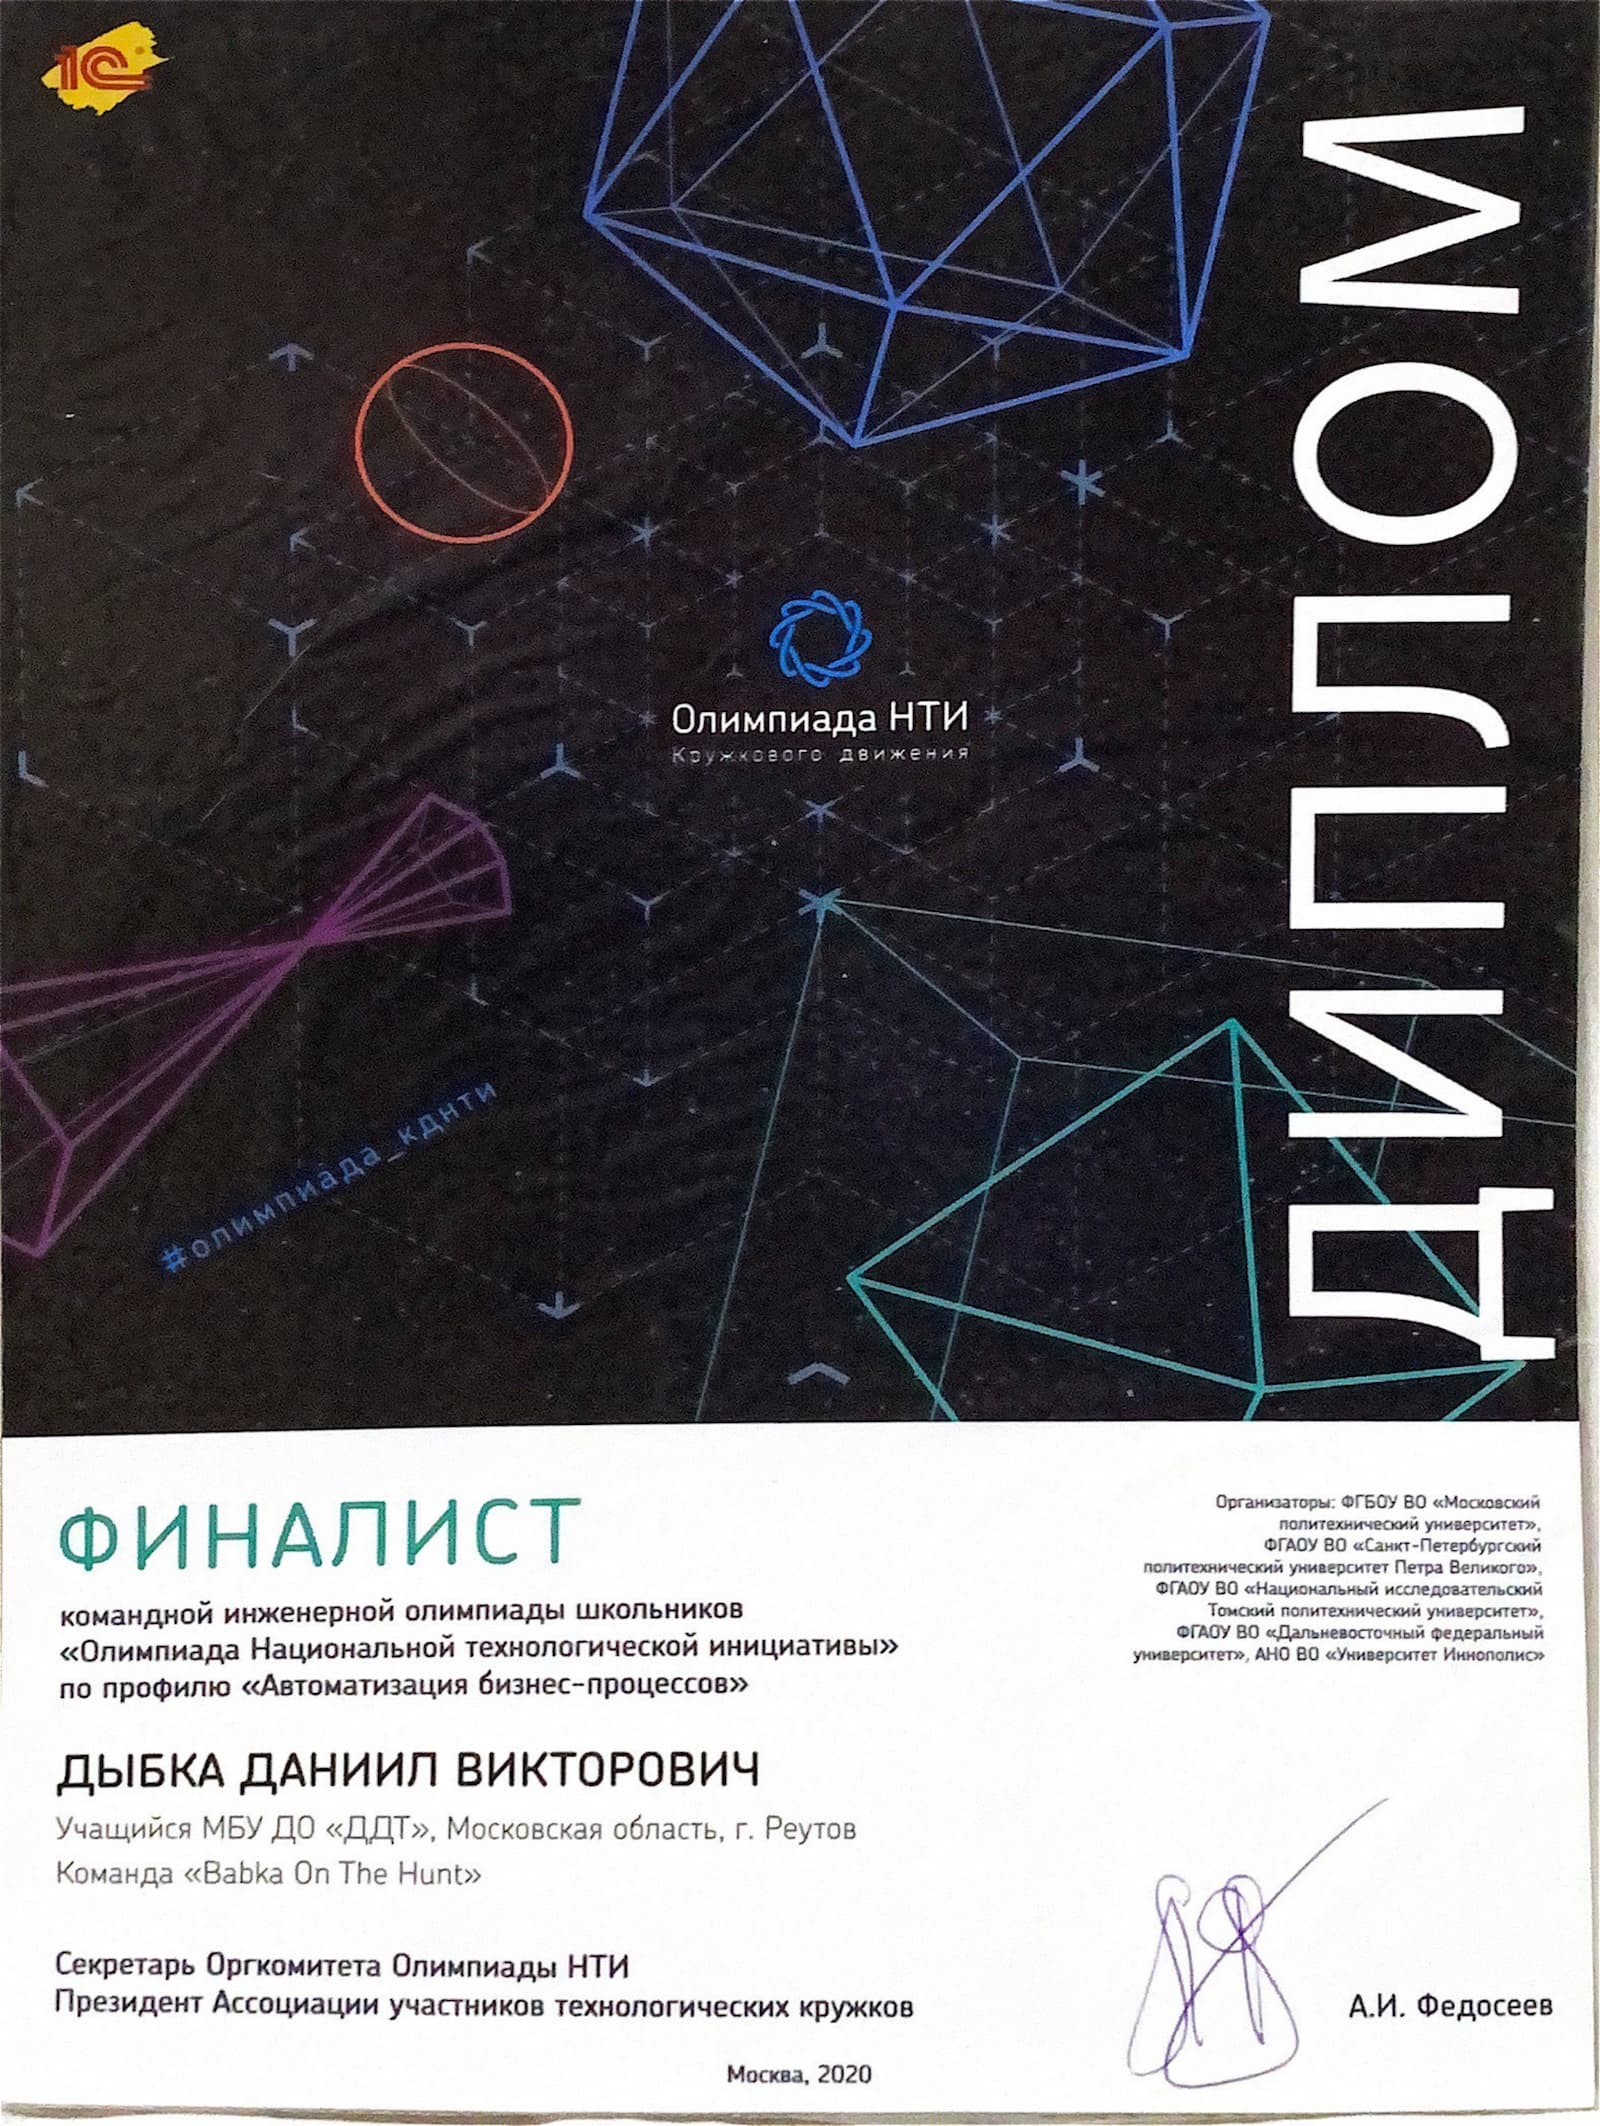 1С
ДИПЛОМ
Олимпиада НТИ
Кружкового движения
#олимпиада_кднти
ФИНАЛИСТ
командной инженерной олимпиады школьников
«Олимпиада Национальной технологической инициативы»
по профилю «Автоматизация бизнес-процессов»
ДЫБКА ДАНИИЛ ВИКТОРОВИЧ
Учащийся МБУ ДО «ДДТ», Московская область, г. Реутов
Команда «Babka On The Hunt»
Организаторы: ФГБОУ ВО «Московский
политехнический университет»,
ФГАОУ ВО «Санкт-Петербургский
политехнический университет Петра Великого»,
ФГАОУ ВО «Национальный исследовательский
Томский политехнический университет»,
ФГАОУ ВО «Дальневосточный федеральный
университет», АНО ВО «Университет Иннополис»
Секретарь Оргкомитета Олимпиады НТИ
Президент Ассоциации участников технологических кружков
А.И. Федосеев
Москва, 2020